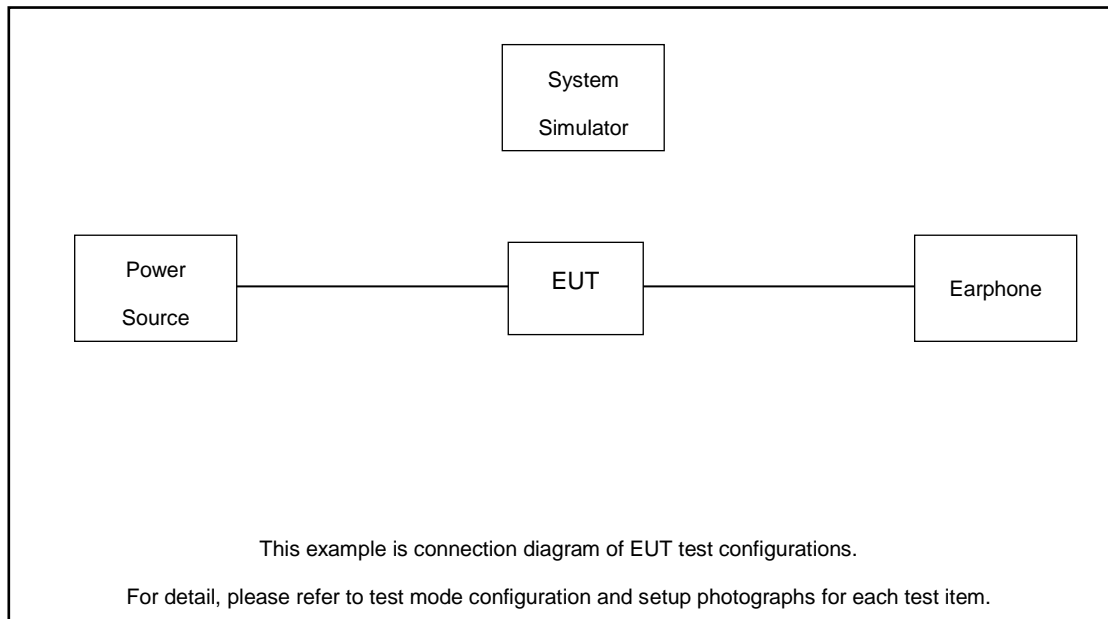 System
Simulator
Power
Source
EUT
Earphone
This example is connection diagram of EUT test configurations.
For detail, please refer to test mode configuration and setup photographs for each test item.